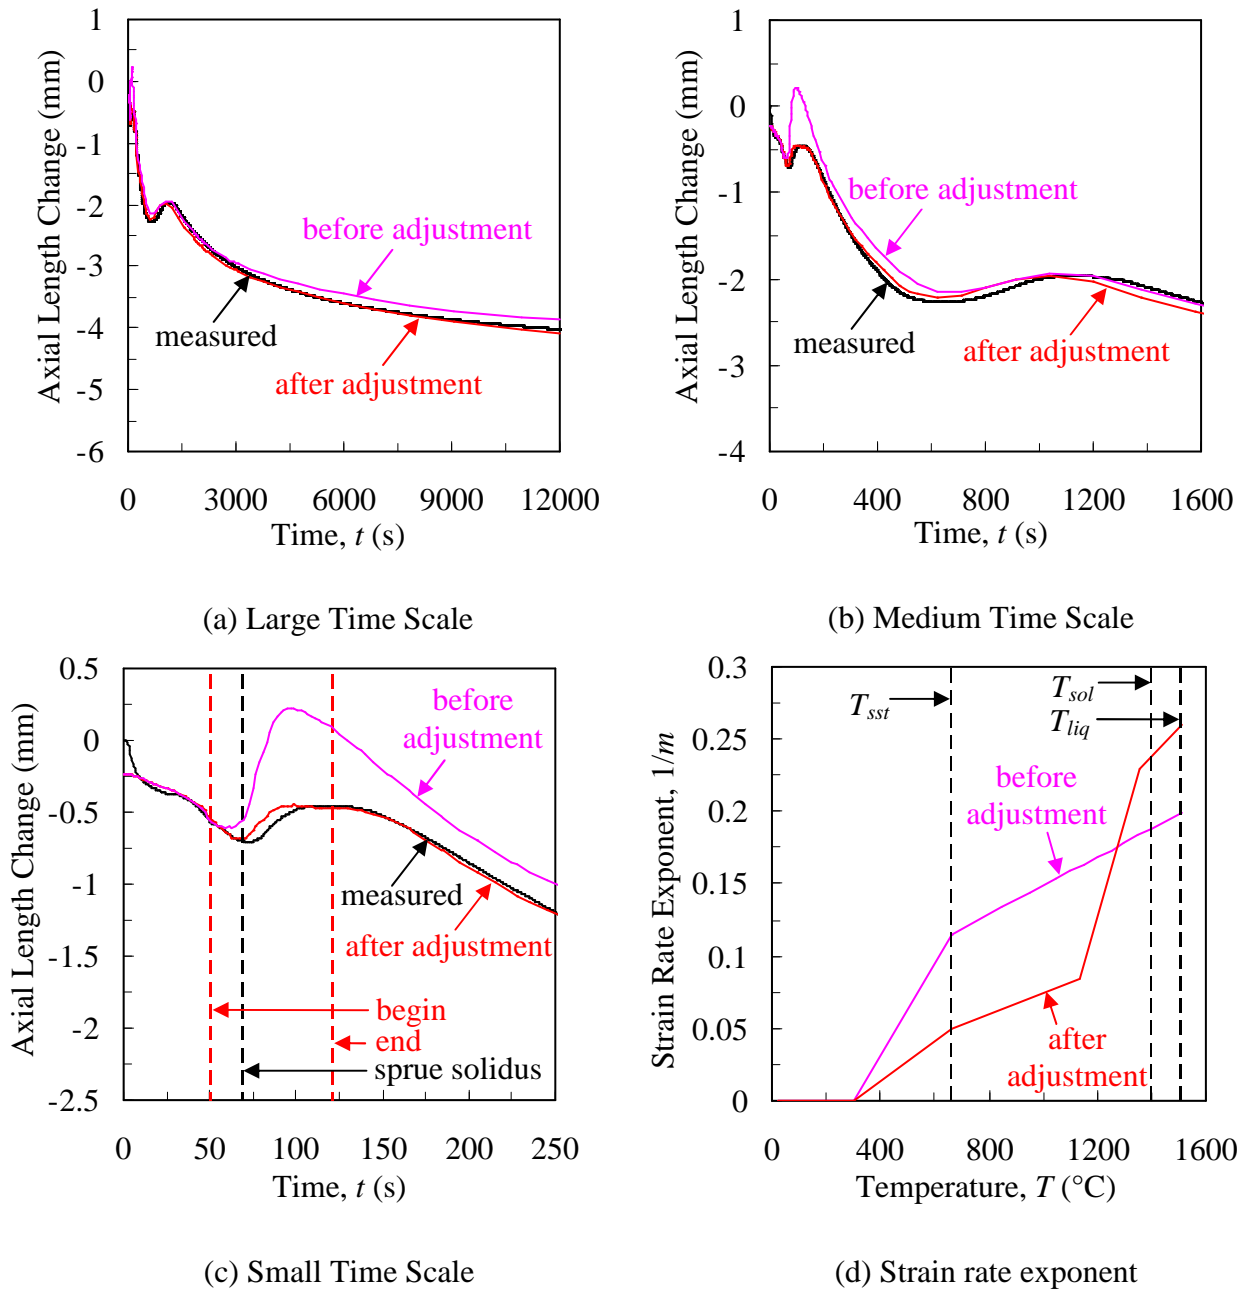 1
0
-1
-2
-3
-4
-5
-6
Axial Length Change (mm)
before adjustment
measured
after adjustment
0 3000 6000 9000 12000
Time, t (s)
(a) Large Time Scale
1
0
-1
-2
-3
-4
Axial Length Change (mm)
before adjustment
measured
after adjustment
0 400 800 1200 1600
Time, t (s)
(b) Medium Time Scale
0.5
0
-0.5
-1
-1.5
-2
-2.5
Axial Length Change (mm)
before
adjustment
measured
after adjustment
begin
end
sprue solidus
0 50 100 150 200 250
Time, t (s)
(c) Small Time Scale
0.3
0.25
0.2
0.15
0.1
0.05
0
Strain Rate Exponent, 1/m
Tsst
Tsol
Tliq
before
adjustment
after
adjustment
0 400 800 1200 1600
Temperature, T (°C)
(d) Strain rate exponent